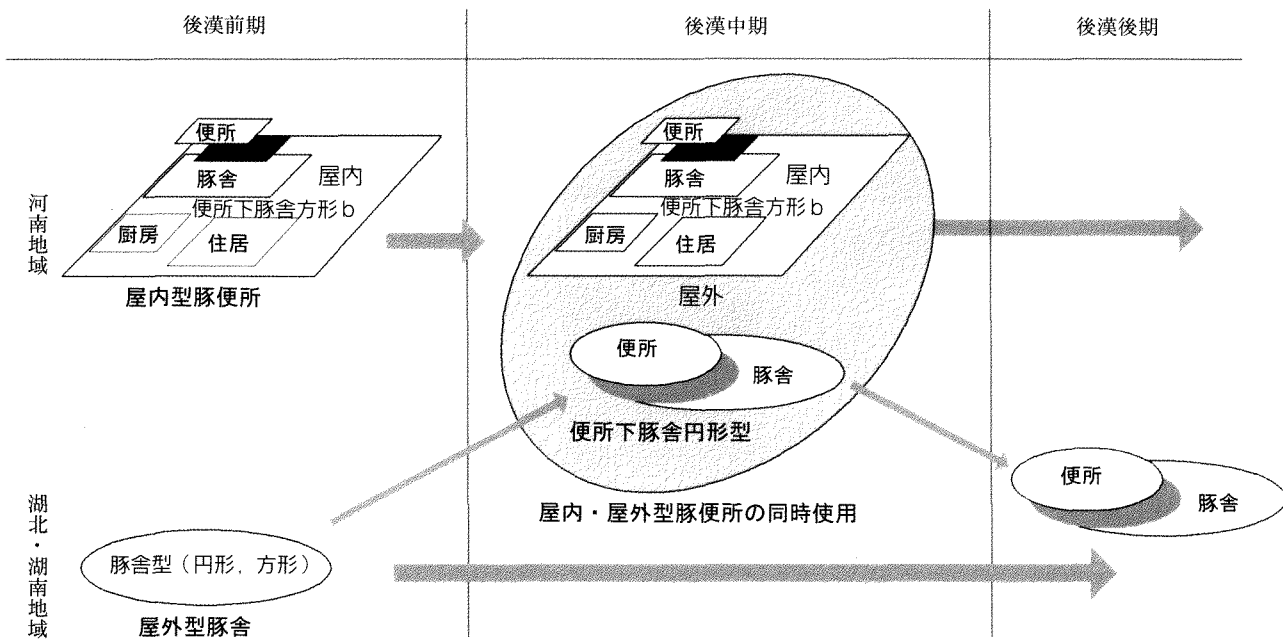 後漢前期
後漢中期
後漢後期
河南地域
便所
豚舎
屋内
便所下豚舎方形b
厨房
住居
屋内型豚便所
便所
豚舎
屋内
便所下豚舎方形b
厨房
住居
屋外
便所
豚舎
便所下豚舎円形型
屋内・屋外型豚便所の同時使用
湖北・湖南地域
豚舎型(円形,方形)
屋外型豚舎
便所
豚舎